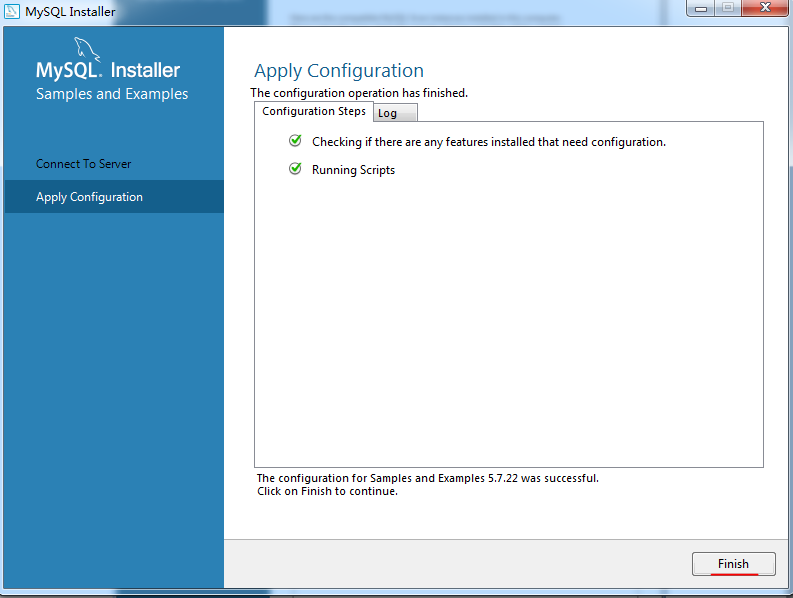 MySQL Installer
MySQL. Installer
Samples and Examples
Connect To Server
Apply Configuration
Apply Configuration
The configuration operation has finished.
Configuration Steps
Log
Checking if there are any features installed that need configuration.
Running Scripts
The configuration for Samples and Examples 5.7.22 was successful.
Click on Finish to continue.
Finish